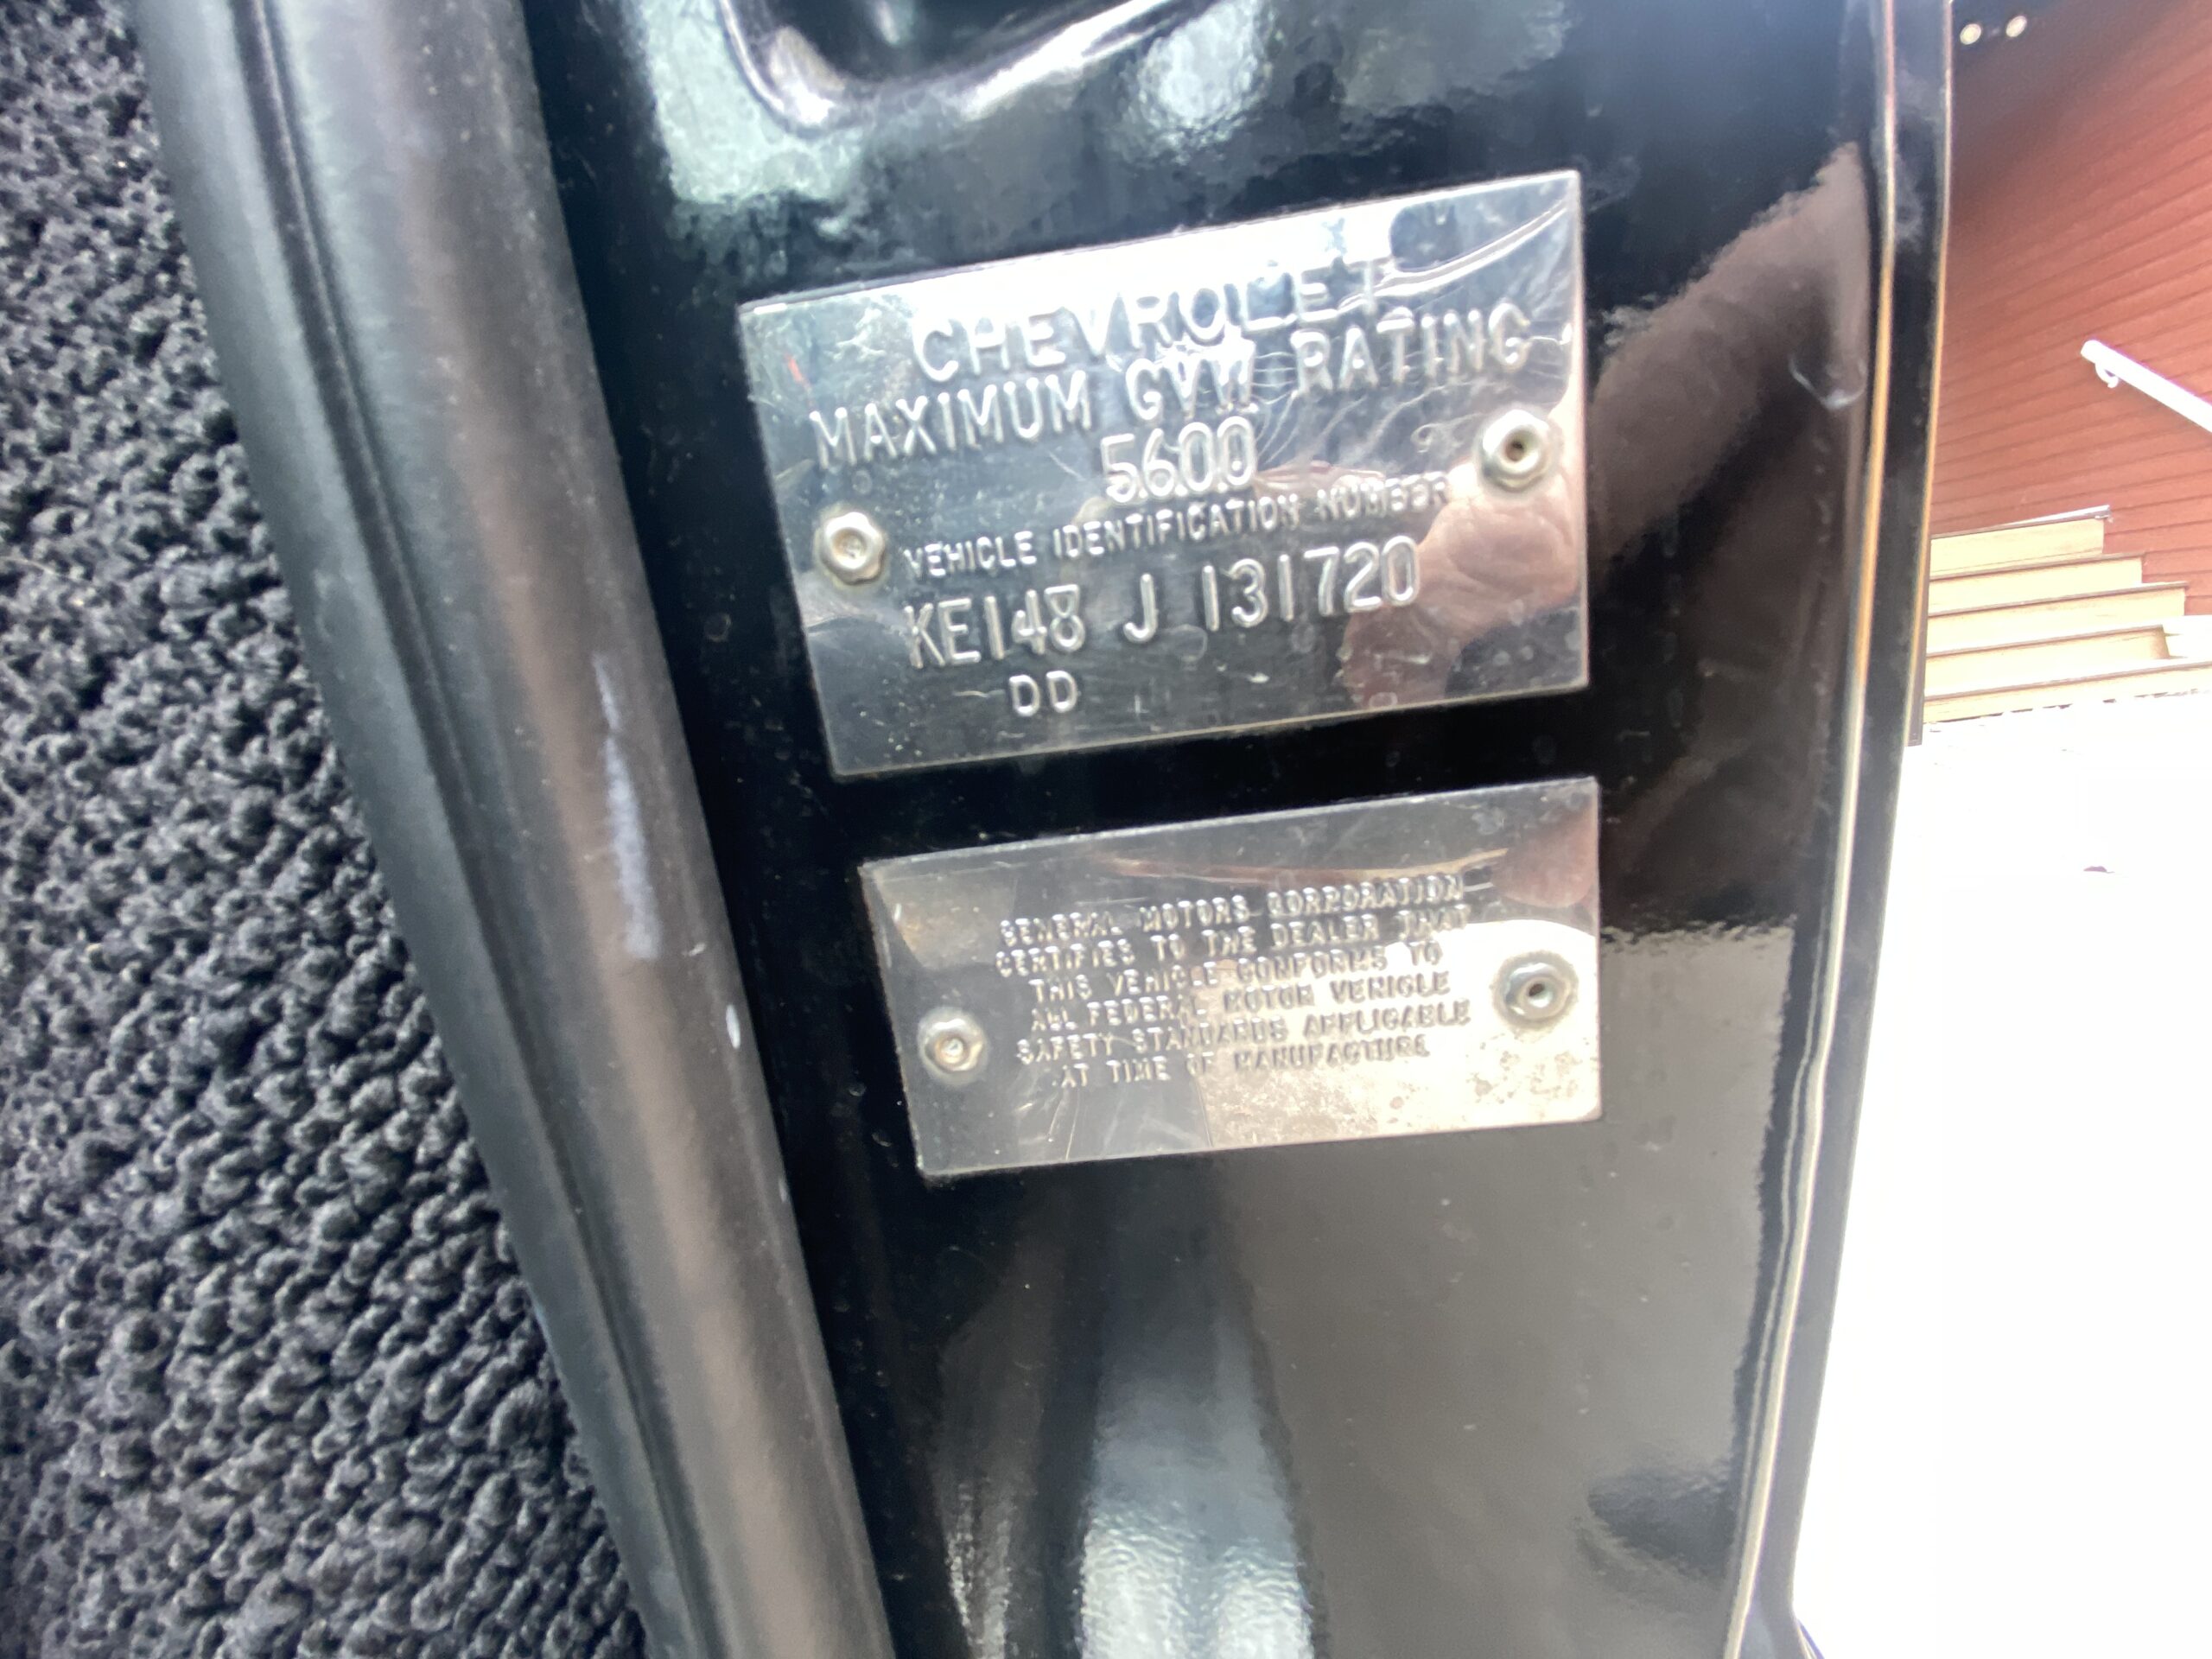 CHEVROLET
MAXIMUM GVW RATING
5600
VEHICLE IDENTIFICATION NUMBER
KE148 J 131720
DD
GENERAL MOTORS CORPORATION
CERTIFIES TO THE DEALER THAT
THIS VEHICLE CONFORMS TO
ALL FEDERAL MOTOR VEHICLE
SAFETY STANDARDS APPLICABLE
AT TIME OF MANUFACTURE